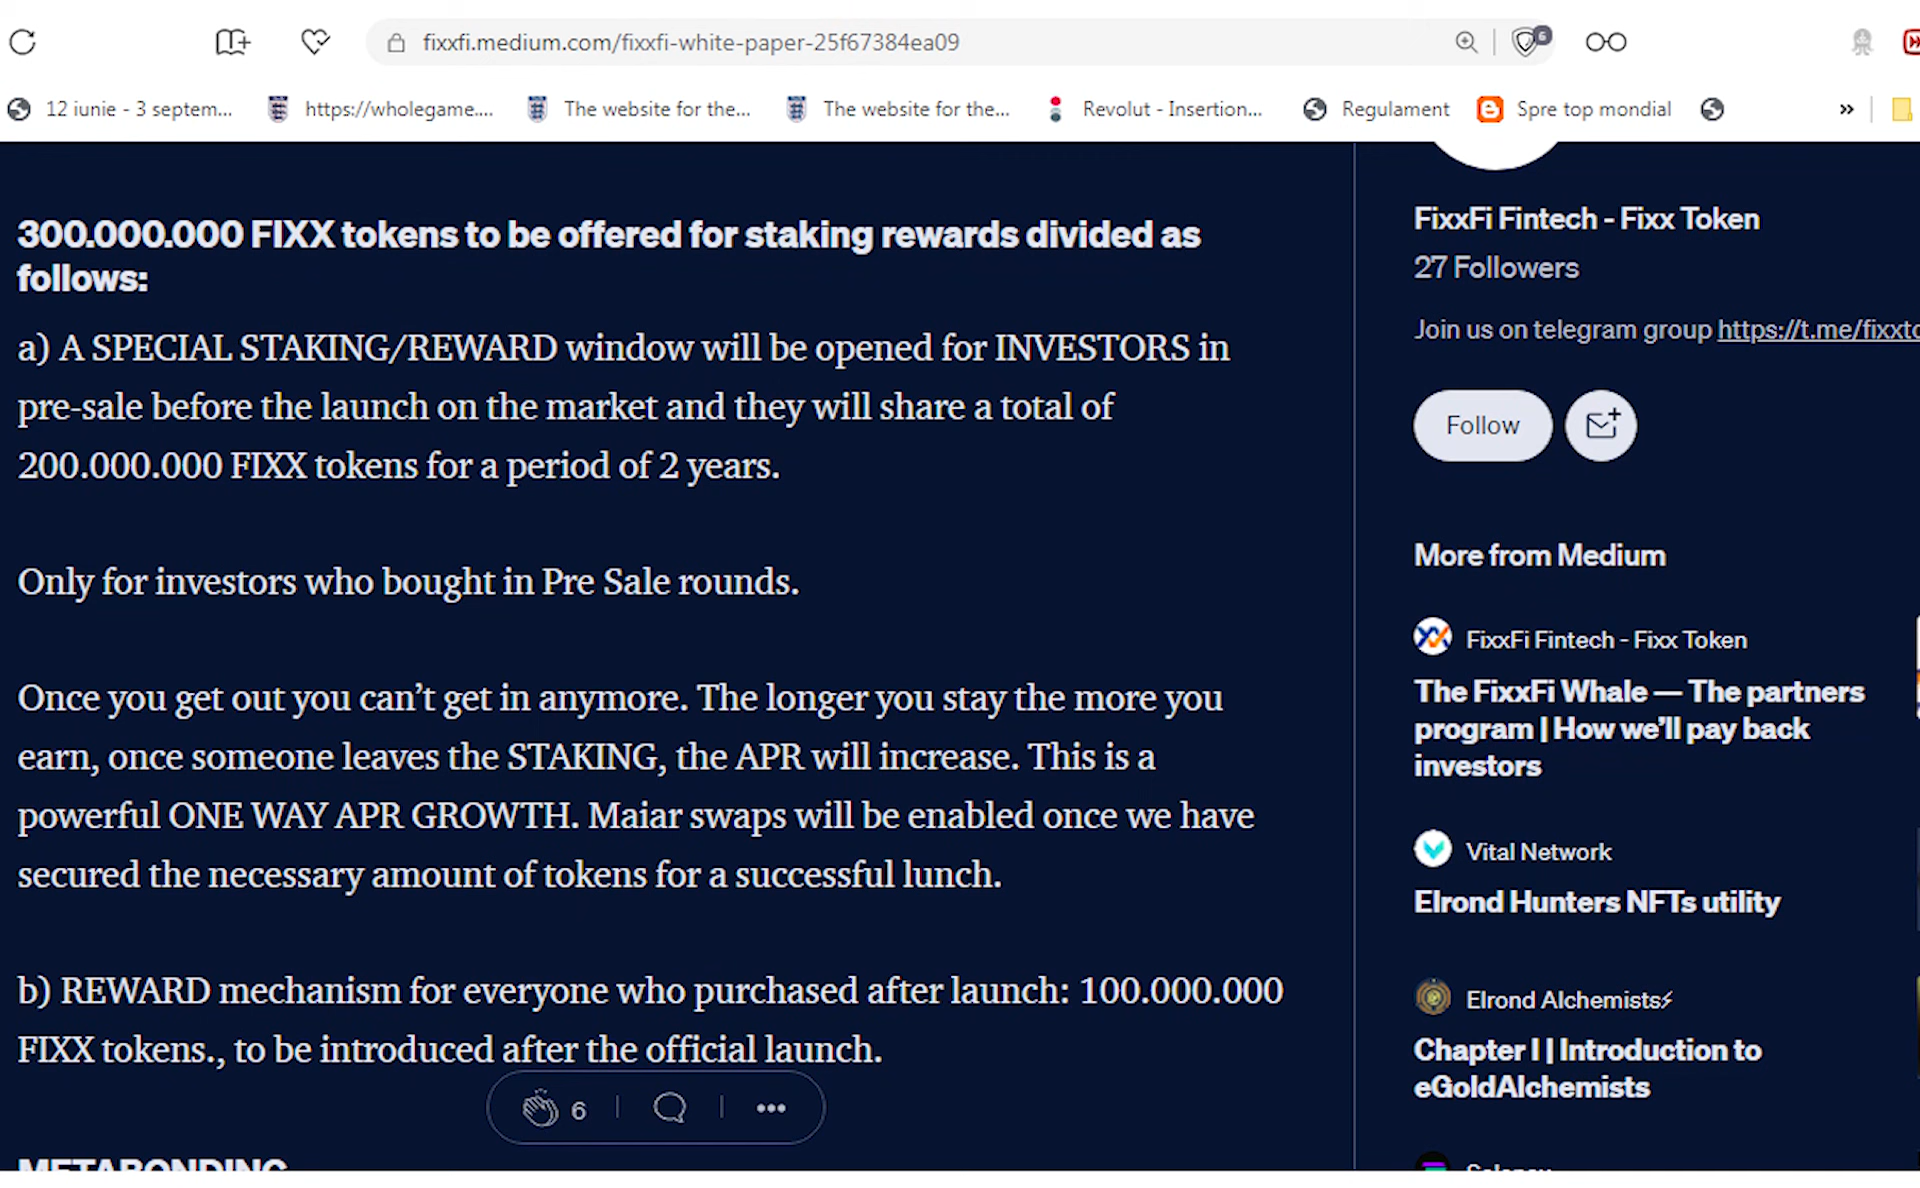 fixxfi.medium.com/fixxfi-white-paper-25f67384ea09
6
12 iunie - 3 septem...
https://wholegame....
The website for the...
The website for the...
Revolut - Insertion...
Regulament
Spre top mondial
»
300.000.000 FIXX tokens to be offered for staking rewards divided as
follows:
a) A SPECIAL STAKING/REWARD window will be opened for INVESTORS in
pre-sale before the launch on the market and they will share a total of
200.000.000 FIXX tokens for a period of 2 years.
Only for investors who bought in Pre Sale rounds.
Once you get out you can’t get in anymore. The longer you stay the more you
earn, once someone leaves the STAKING, the APR will increase. This is a
powerful ONE WAY APR GROWTH. Maiar swaps will be enabled once we have
secured the necessary amount of tokens for a successful lunch.
b) REWARD mechanism for everyone who purchased after launch: 100.000.000
FIXX tokens., to be introduced after the official launch.
6
METABONDING
FixxFi Fintech - Fixx Token
27 Followers
Join us on telegram group https://t.me/fixxto
Follow
More from Medium
FixxFi Fintech - Fixx Token
The FixxFi Whale — The partners
program | How we’ll pay back
investors
Vital Network
Elrond Hunters NFTs utility
Elrond Alchemists⚡
Chapter I | Introduction to
eGoldAlchemists